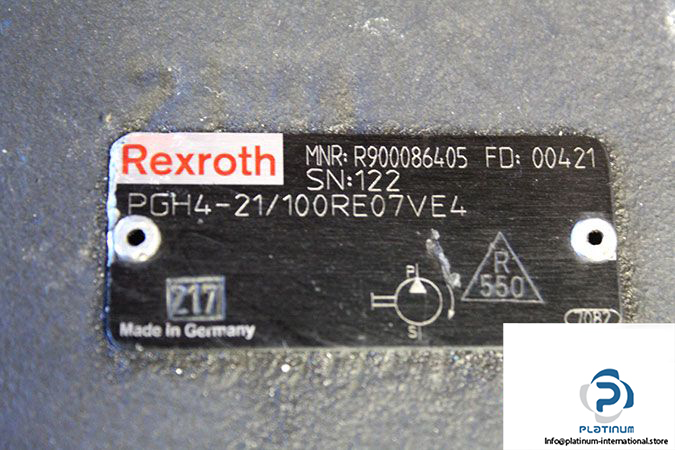 Rexroth MNR: R900086405 FD: 00421
SN:122
PGH4-21/100RE07VE4
217
Made in Germany
P
S
R
550
7082
PLATINUM
Info@platinum-international.store